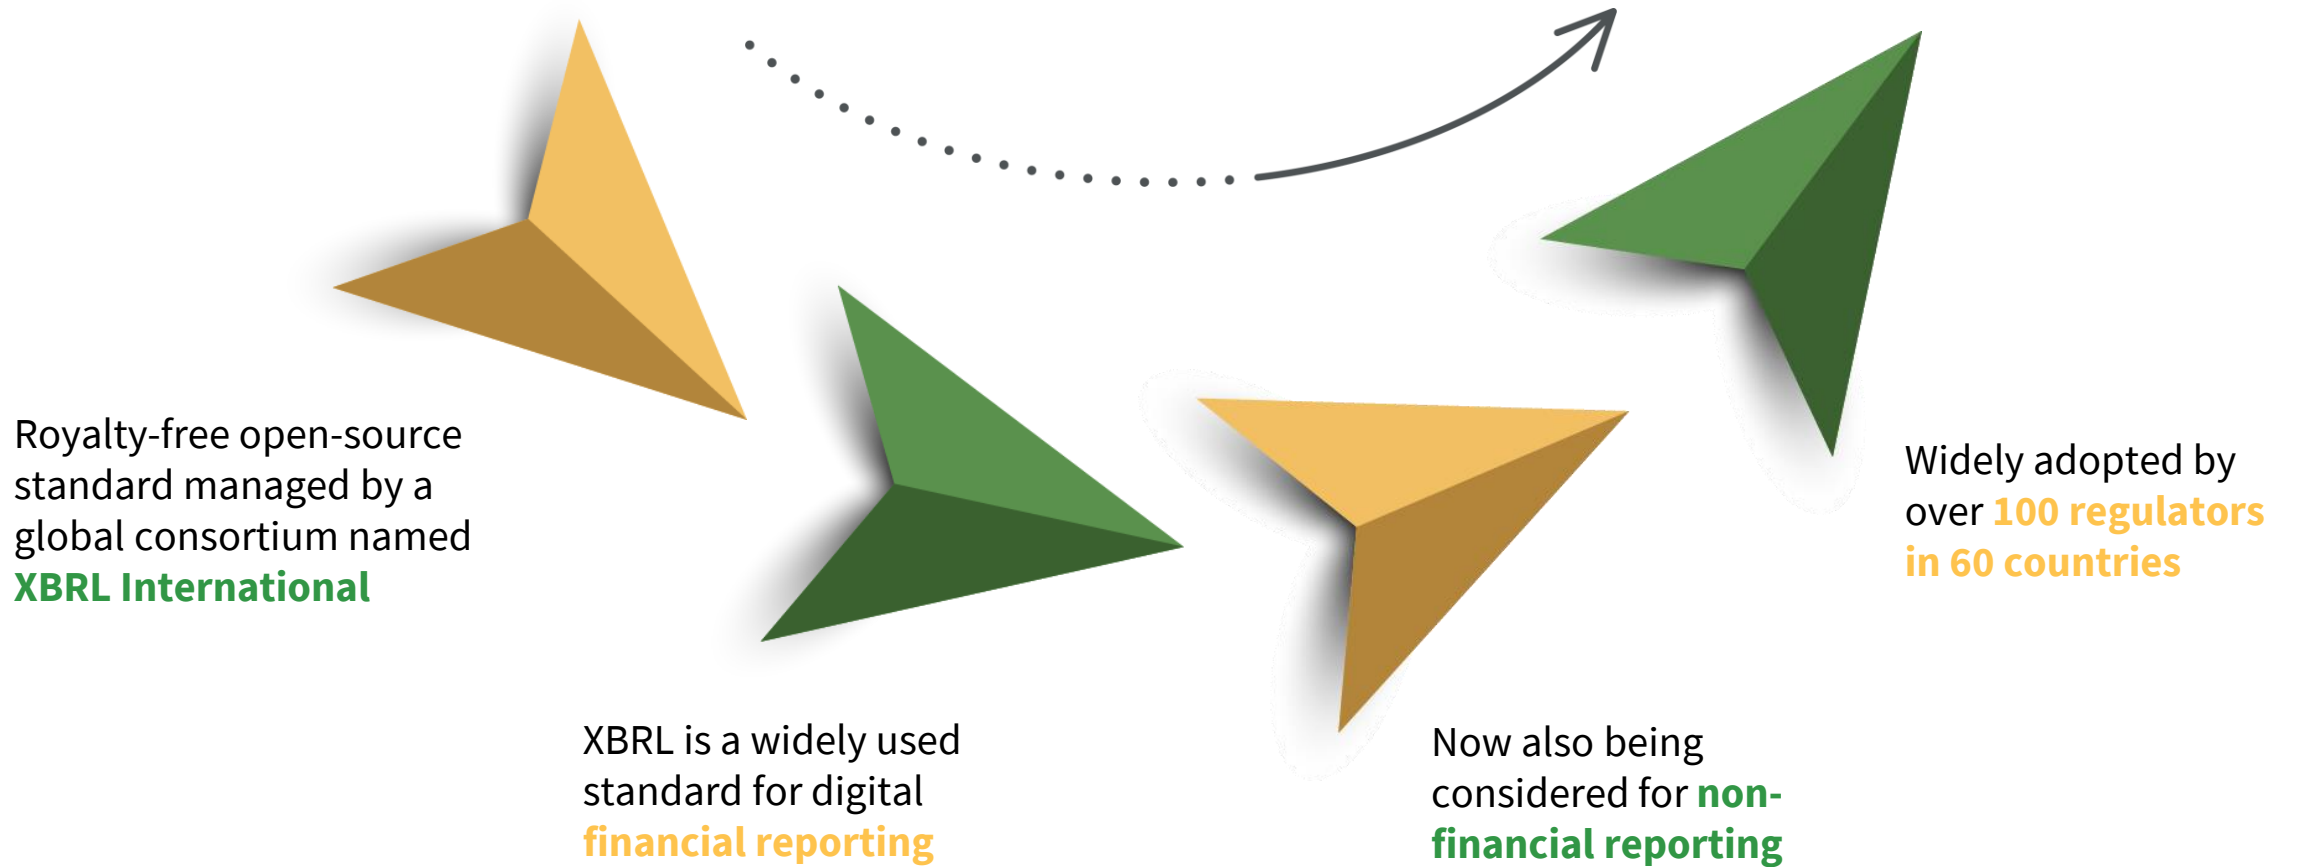 Royalty-free open-source
standard managed by a
global consortium named
XBRL International
XBRL is a widely used
standard for digital
financial reporting
Now also being
considered for non-
financial reporting
Widely adopted by
over 100 regulators
in 60 countries